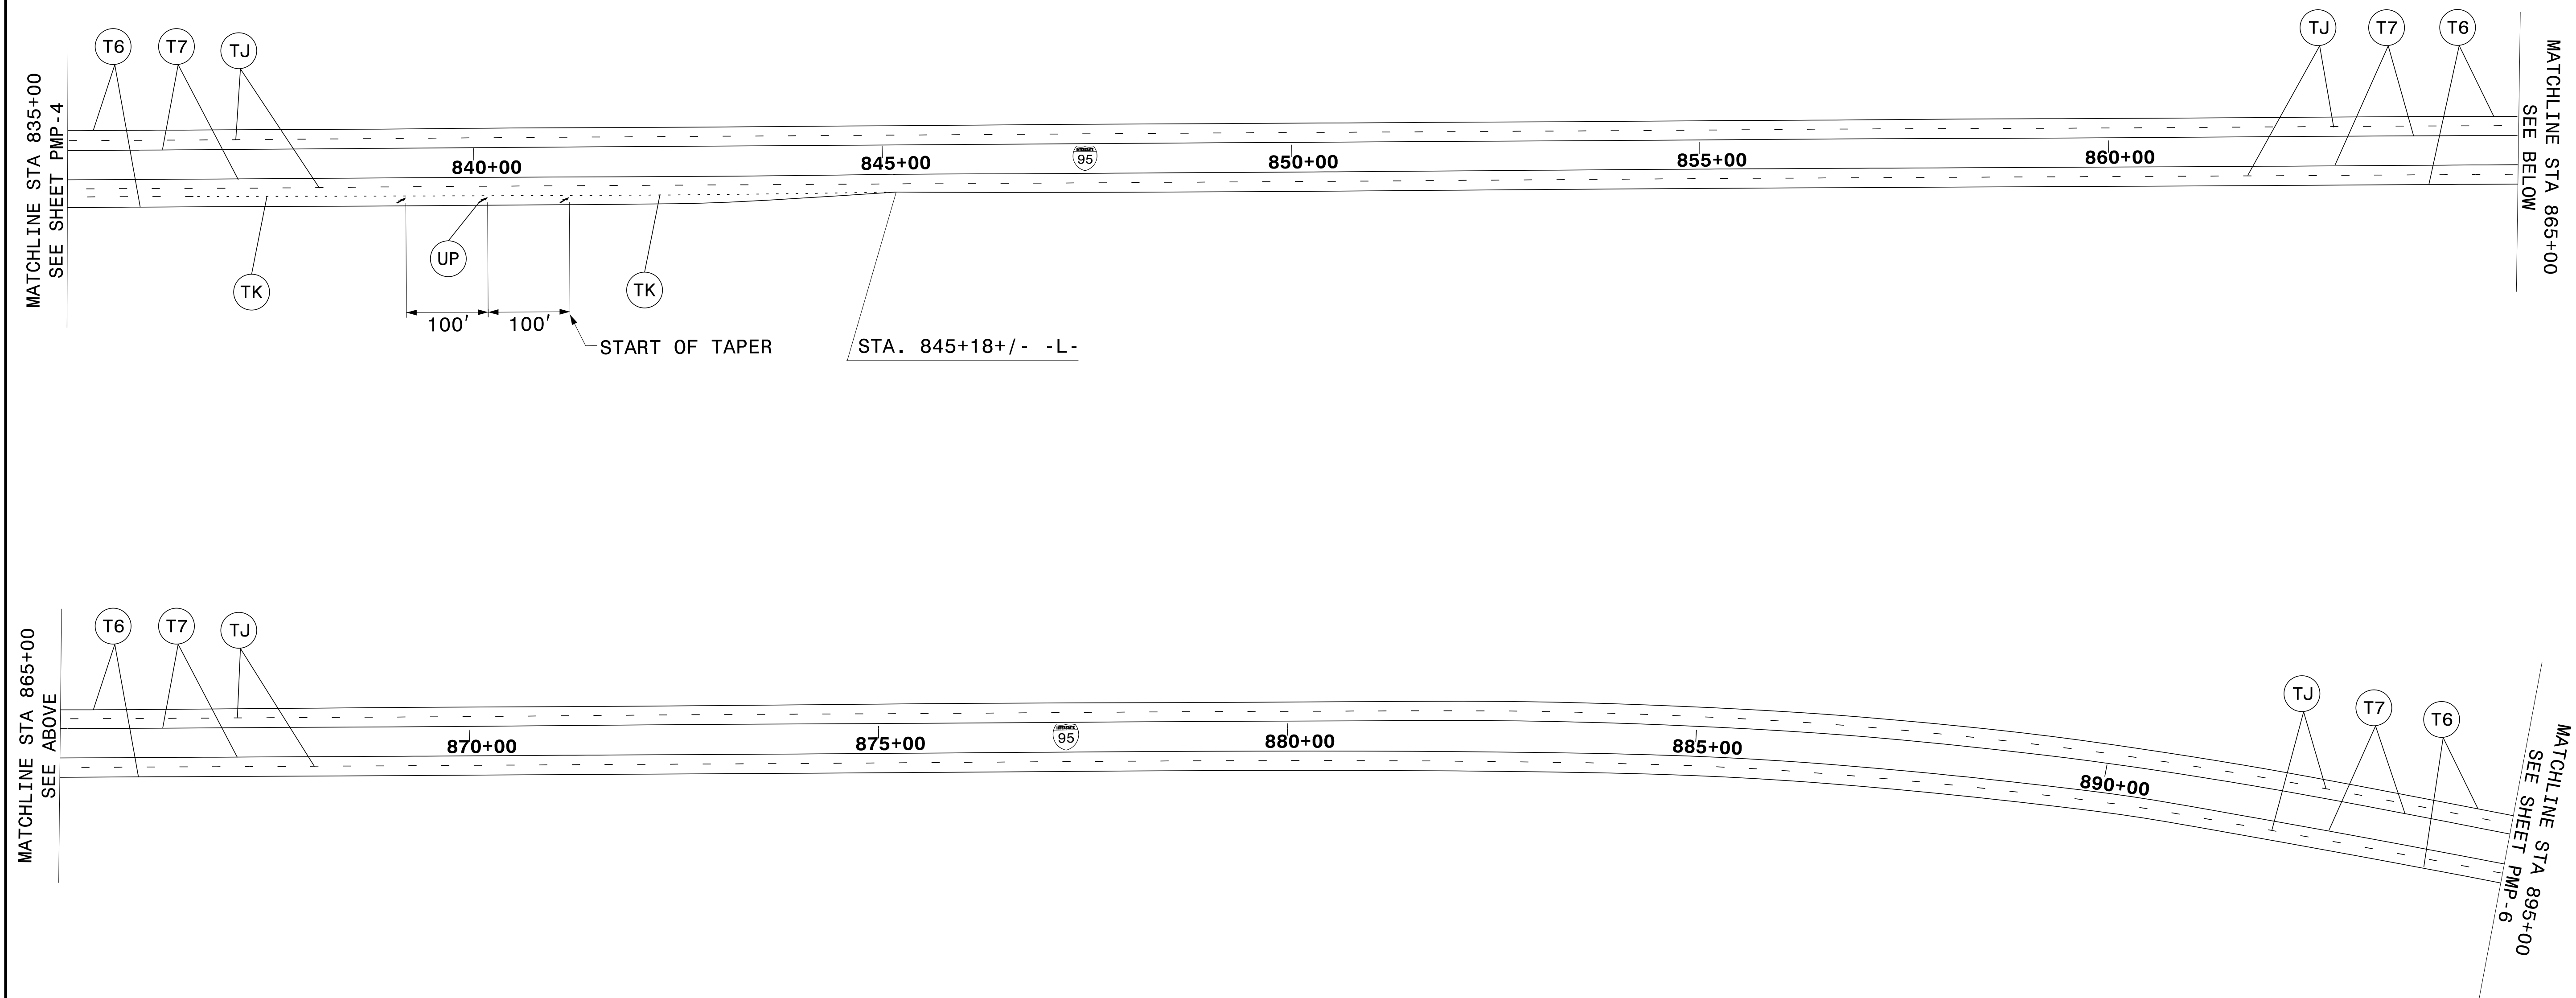 T6
T7
TJ
TJ
T7
T6
MATCHLINE STA 835+00
SEE SHEET PMP-4
MATCHLINE STA 865+00
SEE BELOW
840+00
845+00
95
850+00
855+00
860+00
UP
TK
TK
100'
100'
START OF TAPER
STA. 845+18+/- -L-
T6
T7
TJ
TJ
T7
T6
MATCHLINE STA 865+00
SEE ABOVE
870+00
875+00
95
880+00
885+00
890+00
MATCHLINE STA 895+00
SEE SHEET PMP-6